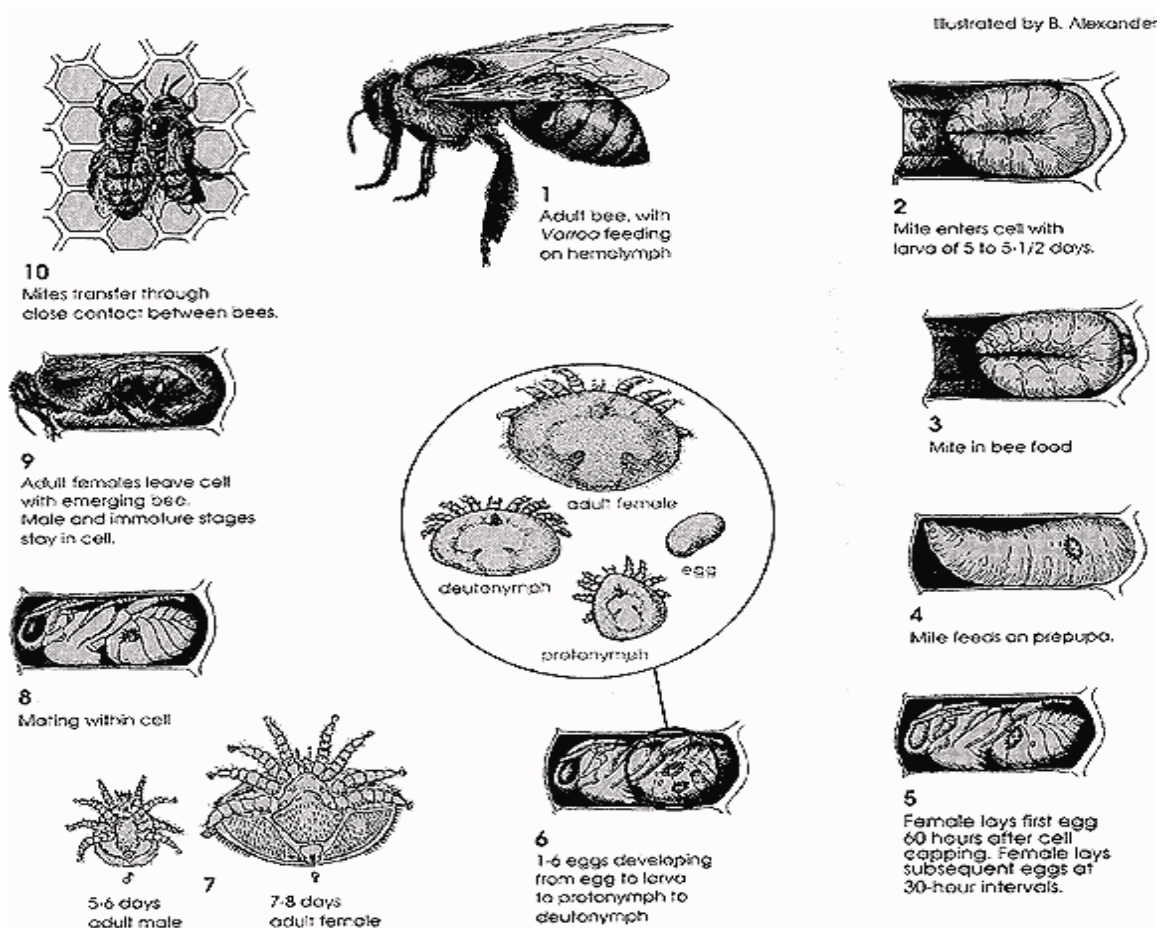 Illustrated by B. Alexander
1
Adult bee, with
Varroa feeding
on hemolymph
2
Mite enters cell with
larva of 5 to 5-1/2 days.
3
Mite in bee food
4
Mite feeds on prepupa.
5
Female lays first egg
60 hours after cell
capping. Female lays
subsequent eggs at
30-hour intervals.
6
1-6 eggs developing
from egg to larva
to protonymph to
deutonymph
adult female
deutonymph
egg
protonymph
7
♂
5-6 days
adult male
♀
7-8 days
adult female
8
Mating within cell
9
Adult females leave cell
with emerging bee.
Male and immature stages
stay in cell.
10
Mites transfer through
close contact between bees.